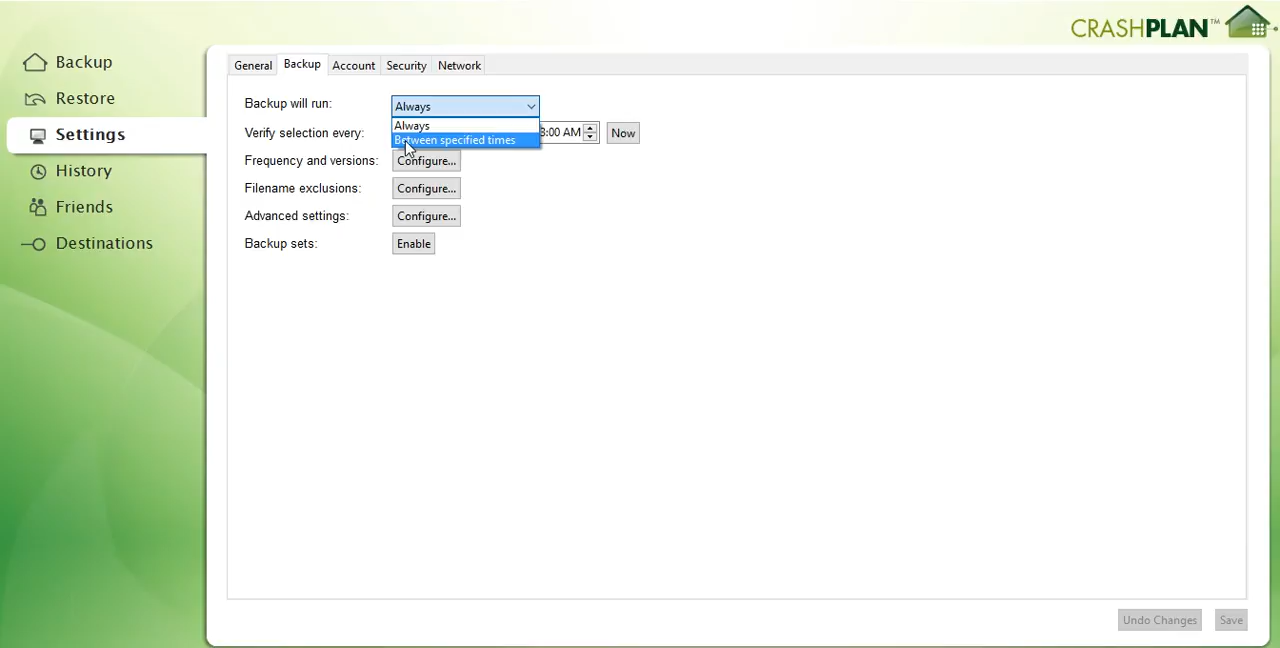 CRASHPLAN™
Backup
Restore
Settings
History
Friends
Destinations
General Backup Account Security Network
Backup will run: Always
Always
Between specified times
Verify selection every: :00 AM Now
Frequency and versions: Configure...
Filename exclusions: Configure...
Advanced settings: Configure...
Backup sets: Enable
Undo Changes Save